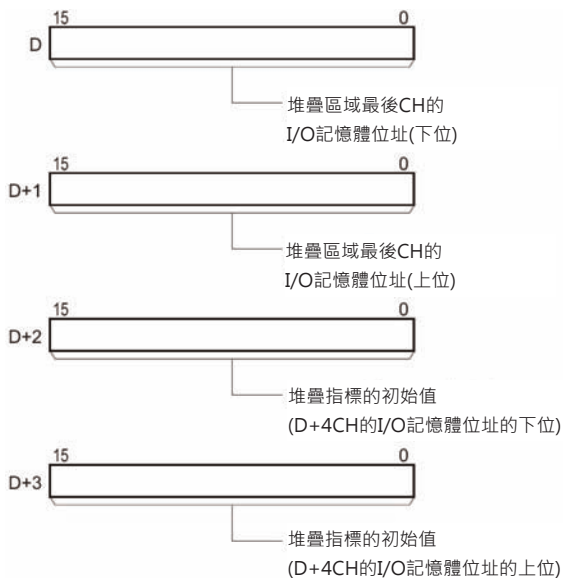 15 0
D
堆疊區域最後CH的
I/O記憶體位址(下位)
15 0
D+1
堆疊區域最後CH的
I/O記憶體位址(上位)
15 0
D+2
堆疊指標的初始值
(D+4CH的I/O記憶體位址的下位)
15 0
D+3
堆疊指標的初始值
(D+4CH的I/O記憶體位址的上位)